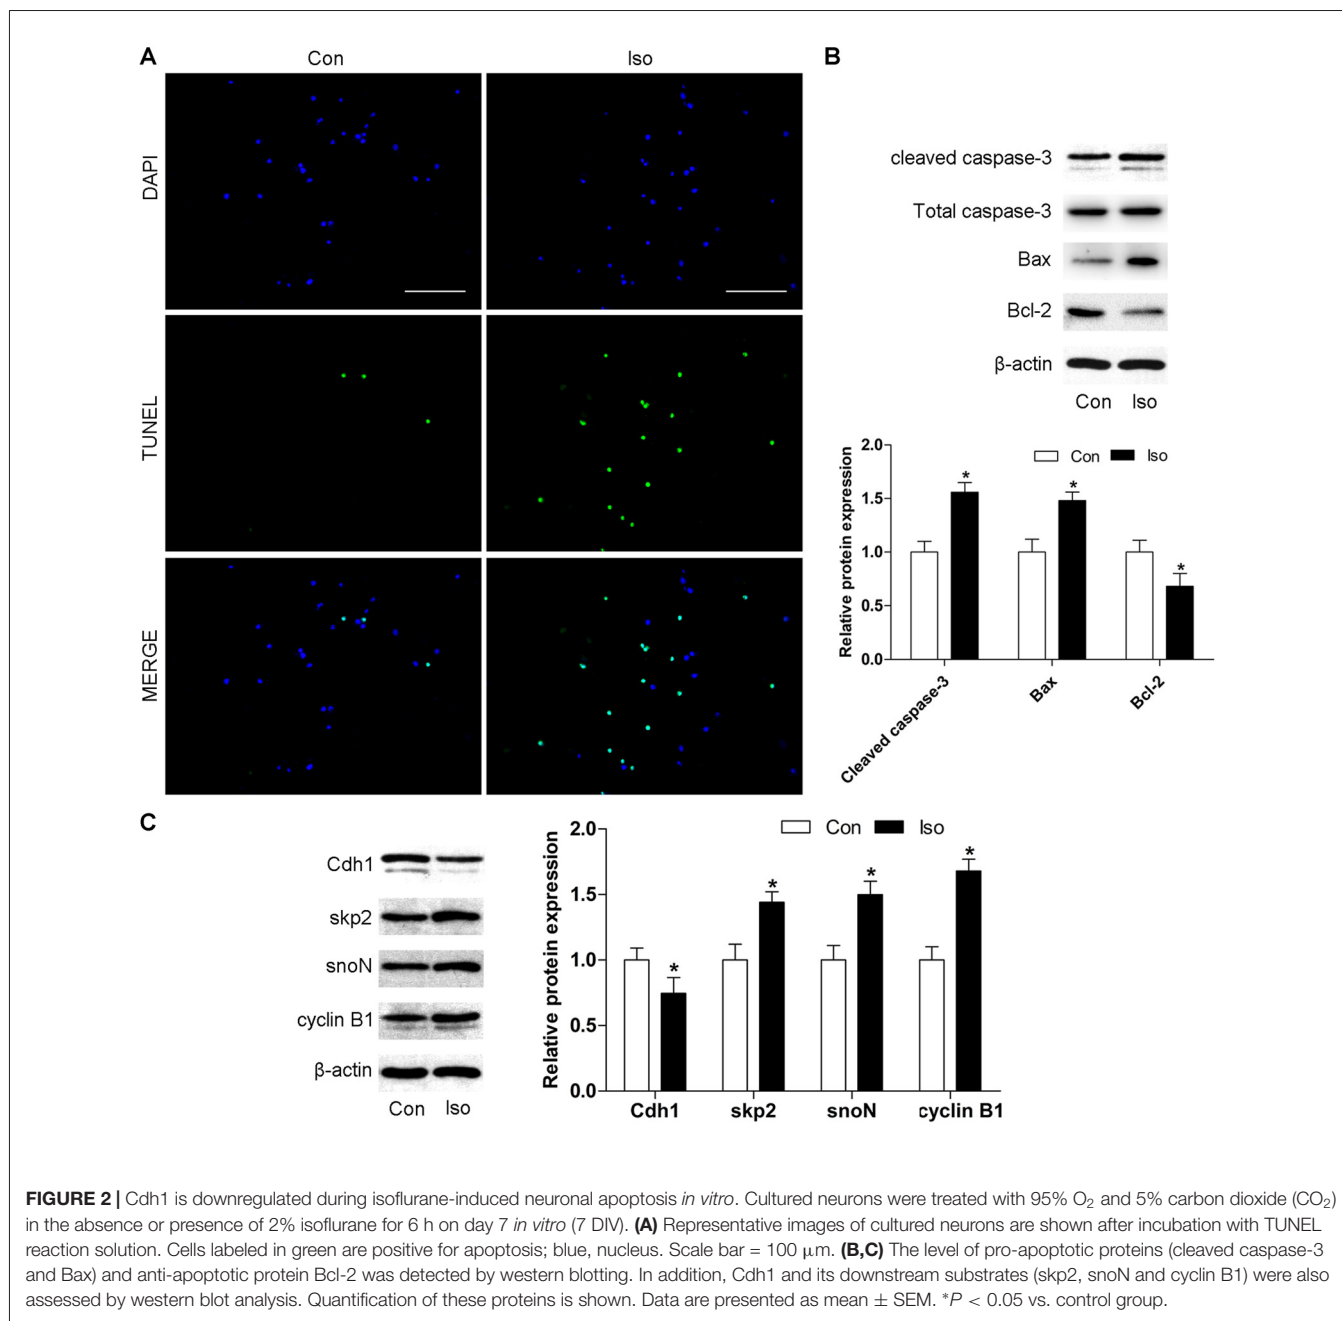 A
Con
Iso
DAPI
TUNEL
MERGE
B
cleaved caspase-3
Total caspase-3
Bax
Bcl-2
β-actin
Con Iso
Con Iso
Relative protein expression
2.0
1.5
1.0
0.5
0.0
* * *
Cleaved caspase-3
Bax
Bcl-2
C
Cdh1
skp2
snoN
cyclin B1
β-actin
Con Iso
Con Iso
Relative protein expression
2.0
1.5
1.0
0.5
0.0
* * * *
Cdh1 skp2 snoN cyclin B1
FIGURE 2 | Cdh1 is downregulated during isoflurane-induced neuronal apoptosis in vitro. Cultured neurons were treated with 95% O₂ and 5% carbon dioxide (CO₂)
in the absence or presence of 2% isoflurane for 6 h on day 7 in vitro (7 DIV). (A) Representative images of cultured neurons are shown after incubation with TUNEL
reaction solution. Cells labeled in green are positive for apoptosis; blue, nucleus. Scale bar = 100 μm. (B,C) The level of pro-apoptotic proteins (cleaved caspase-3
and Bax) and anti-apoptotic protein Bcl-2 was detected by western blotting. In addition, Cdh1 and its downstream substrates (skp2, snoN and cyclin B1) were also
assessed by western blot analysis. Quantification of these proteins is shown. Data are presented as mean ± SEM. *P < 0.05 vs. control group.